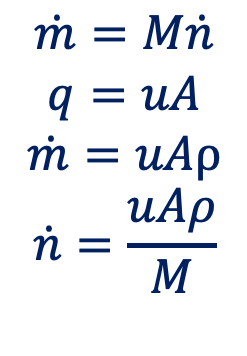 ṁ = Mṅ
q = uA
ṁ = uAρ
ṅ = uAρ / M